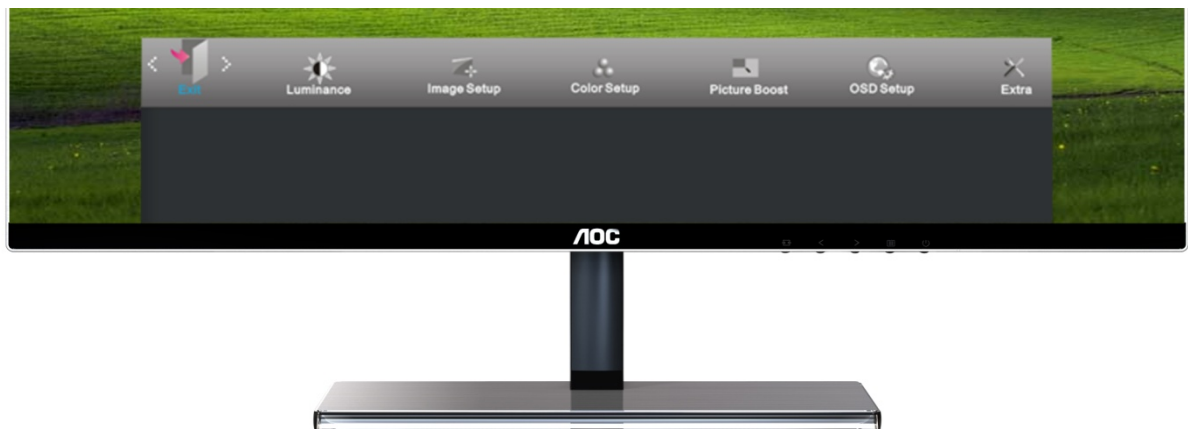 Exit
Luminance
Image Setup
Color Setup
Picture Boost
OSD Setup
Extra
AOC